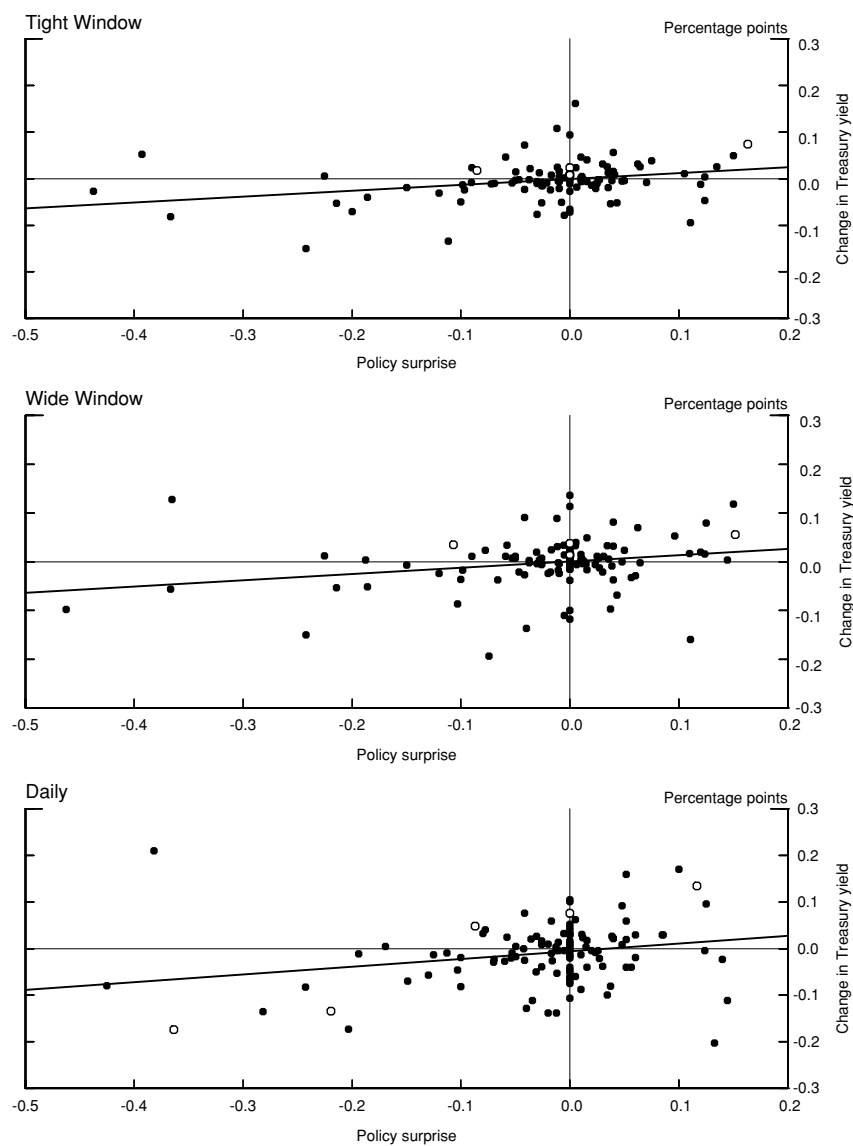 Tight Window
Percentage points
0.3
0.2
0.1
0.0
-0.1
-0.2
-0.3
Change in Treasury yield
-0.5 -0.4 -0.3 -0.2 -0.1 0.0 0.1 0.2
Policy surprise
Wide Window
Percentage points
0.3
0.2
0.1
0.0
-0.1
-0.2
-0.3
Change in Treasury yield
-0.5 -0.4 -0.3 -0.2 -0.1 0.0 0.1 0.2
Policy surprise
Daily
Percentage points
0.3
0.2
0.1
0.0
-0.1
-0.2
-0.3
Change in Treasury yield
-0.5 -0.4 -0.3 -0.2 -0.1 0.0 0.1 0.2
Policy surprise